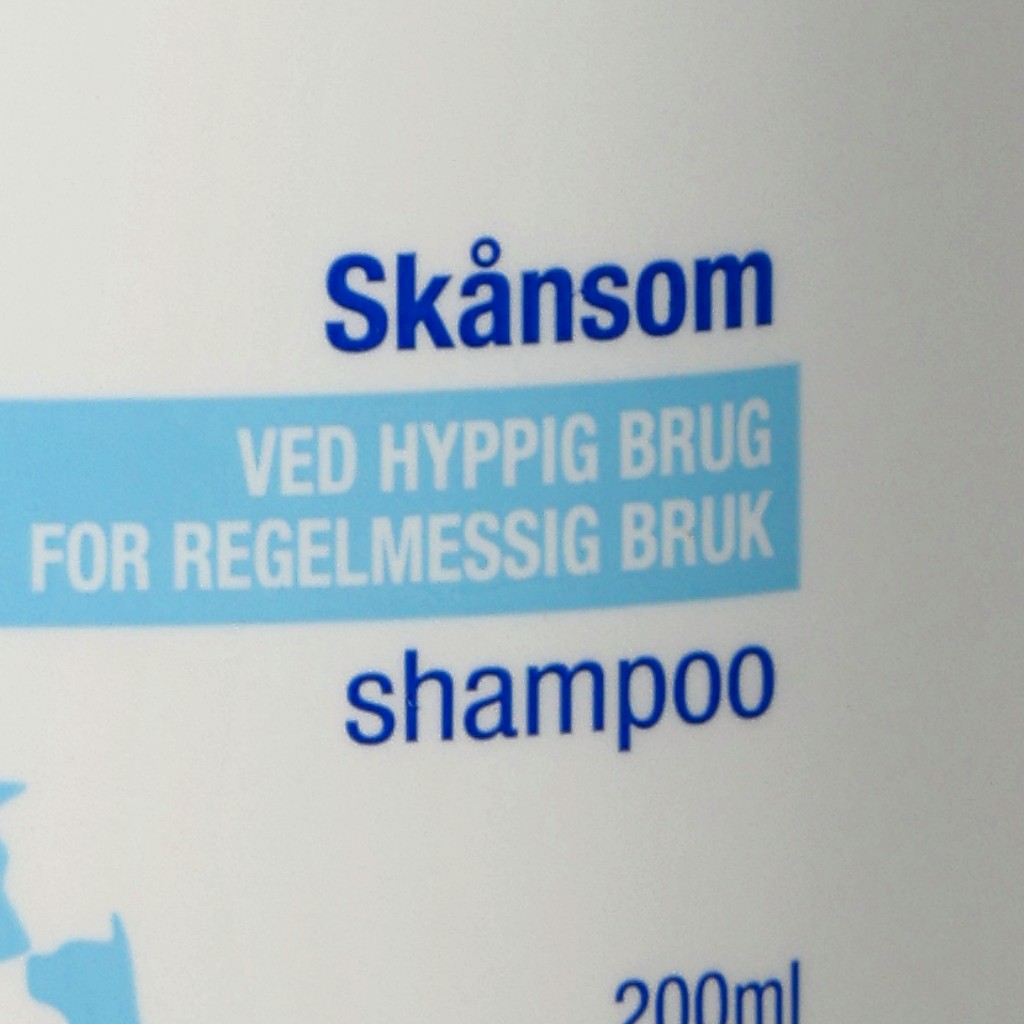 Skånsom
VED HYPPIG BRUG
FOR REGELMESSIG BRUK
shampoo
200ml